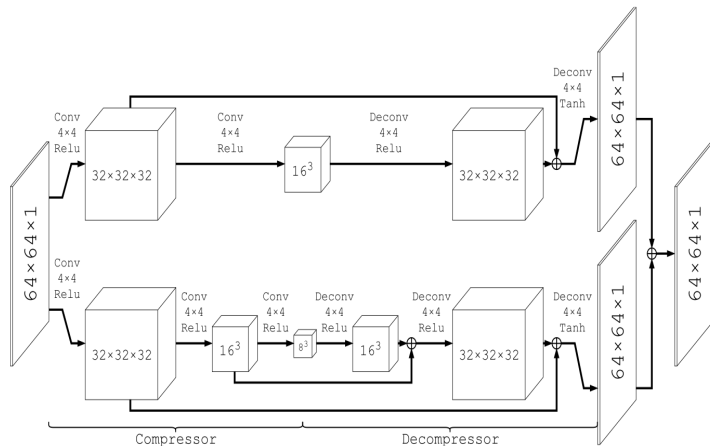 64×64×1
Conv
4×4
Relu
32×32×32
Conv
4×4
Relu
16³
Deconv
4×4
Relu
32×32×32
Deconv
4×4
Tanh
64×64×1
Conv
4×4
Relu
32×32×32
Conv
4×4
Relu
16³
Conv
4×4
Relu
8³
Deconv
4×4
Relu
16³
Deconv
4×4
Relu
32×32×32
Deconv
4×4
Tanh
64×64×1
64×64×1
Compressor
Decompressor